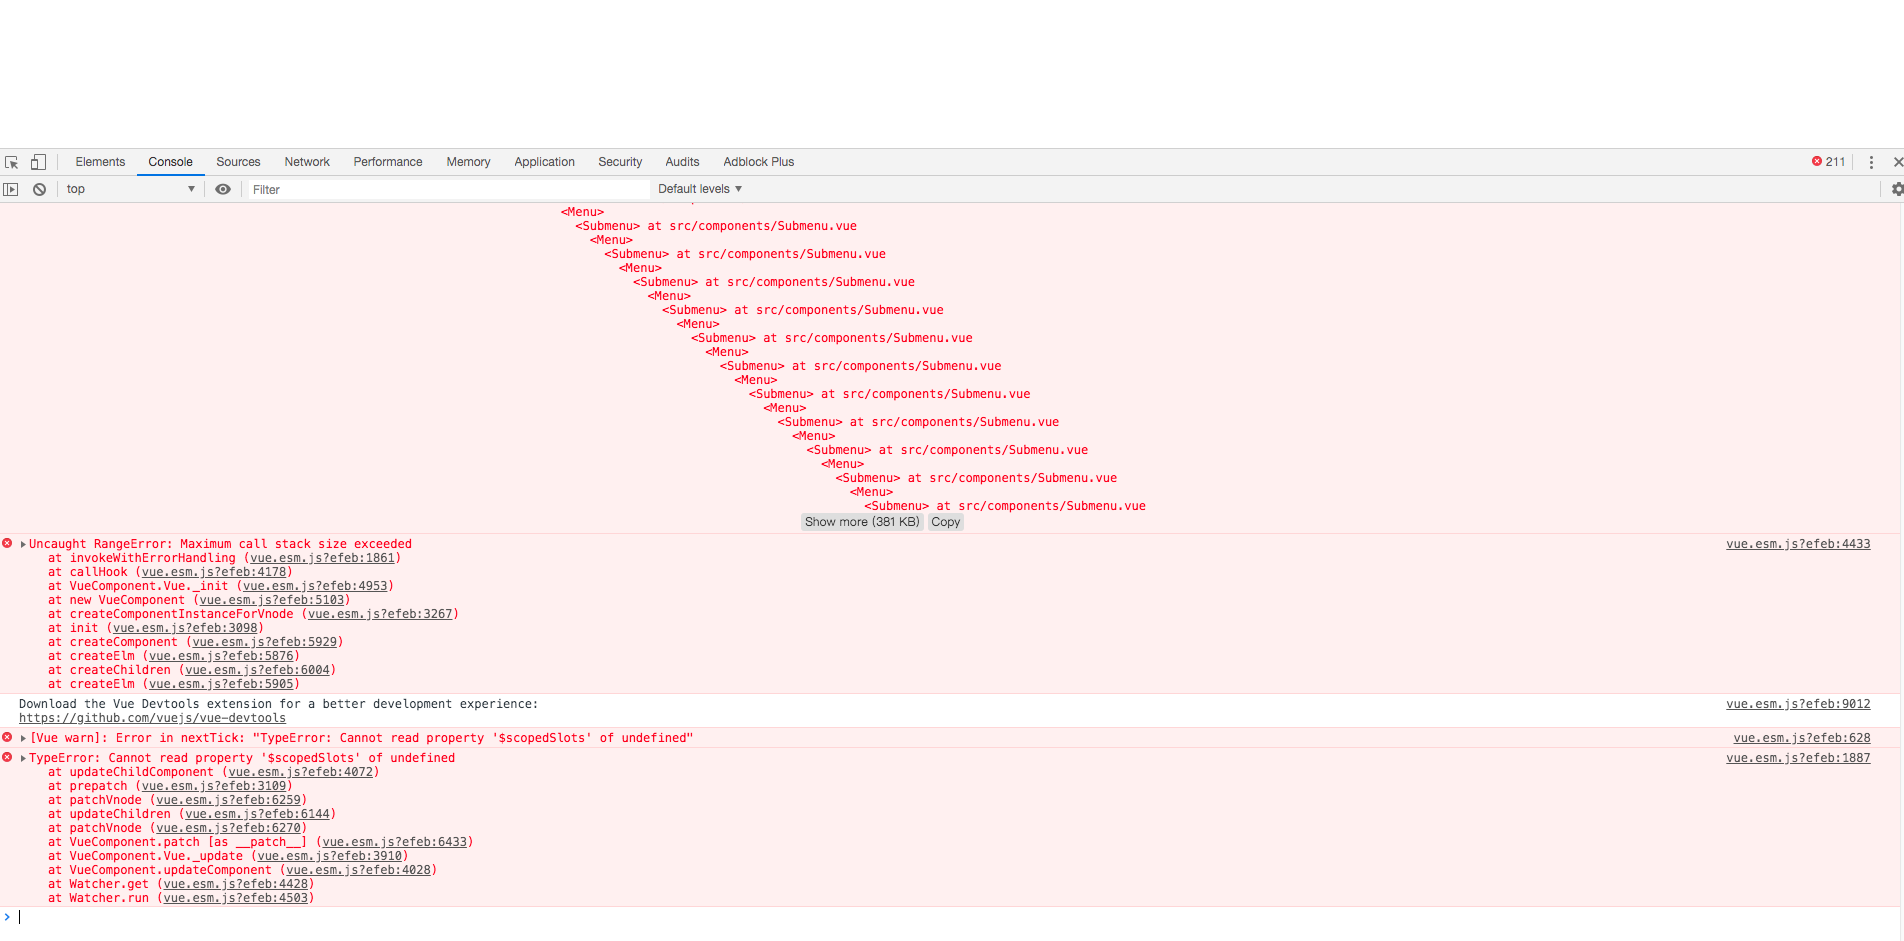 Elements Console Sources Network Performance Memory Application Security Audits Adblock Plus 211
top Filter Default levels
<Menu>
<Submenu> at src/components/Submenu.vue
<Menu>
<Submenu> at src/components/Submenu.vue
<Menu>
<Submenu> at src/components/Submenu.vue
<Menu>
<Submenu> at src/components/Submenu.vue
<Menu>
<Submenu> at src/components/Submenu.vue
<Menu>
<Submenu> at src/components/Submenu.vue
<Menu>
<Submenu> at src/components/Submenu.vue
<Menu>
<Submenu> at src/components/Submenu.vue
<Menu>
<Submenu> at src/components/Submenu.vue
<Menu>
<Submenu> at src/components/Submenu.vue
<Menu>
<Submenu> at src/components/Submenu.vue
Show more (381 KB) Copy
Uncaught RangeError: Maximum call stack size exceeded vue.esm.js?efeb:4433
at invokeWithErrorHandling (vue.esm.js?efeb:1861)
at callHook (vue.esm.js?efeb:4178)
at VueComponent.Vue._init (vue.esm.js?efeb:4953)
at new VueComponent (vue.esm.js?efeb:5103)
at createComponentInstanceForVnode (vue.esm.js?efeb:3267)
at init (vue.esm.js?efeb:3098)
at createComponent (vue.esm.js?efeb:5929)
at createElm (vue.esm.js?efeb:5876)
at createChildren (vue.esm.js?efeb:6004)
at createElm (vue.esm.js?efeb:5905)
Download the Vue Devtools extension for a better development experience: vue.esm.js?efeb:9012
https://github.com/vuejs/vue-devtools
[Vue warn]: Error in nextTick: "TypeError: Cannot read property '$scopedSlots' of undefined" vue.esm.js?efeb:628
TypeError: Cannot read property '$scopedSlots' of undefined vue.esm.js?efeb:1887
at updateChildComponent (vue.esm.js?efeb:4072)
at prepatch (vue.esm.js?efeb:3109)
at patchVnode (vue.esm.js?efeb:6259)
at updateChildren (vue.esm.js?efeb:6144)
at patchVnode (vue.esm.js?efeb:6270)
at VueComponent.patch [as __patch__] (vue.esm.js?efeb:6433)
at VueComponent.Vue._update (vue.esm.js?efeb:3910)
at VueComponent.updateComponent (vue.esm.js?efeb:4028)
at Watcher.get (vue.esm.js?efeb:4428)
at Watcher.run (vue.esm.js?efeb:4503)